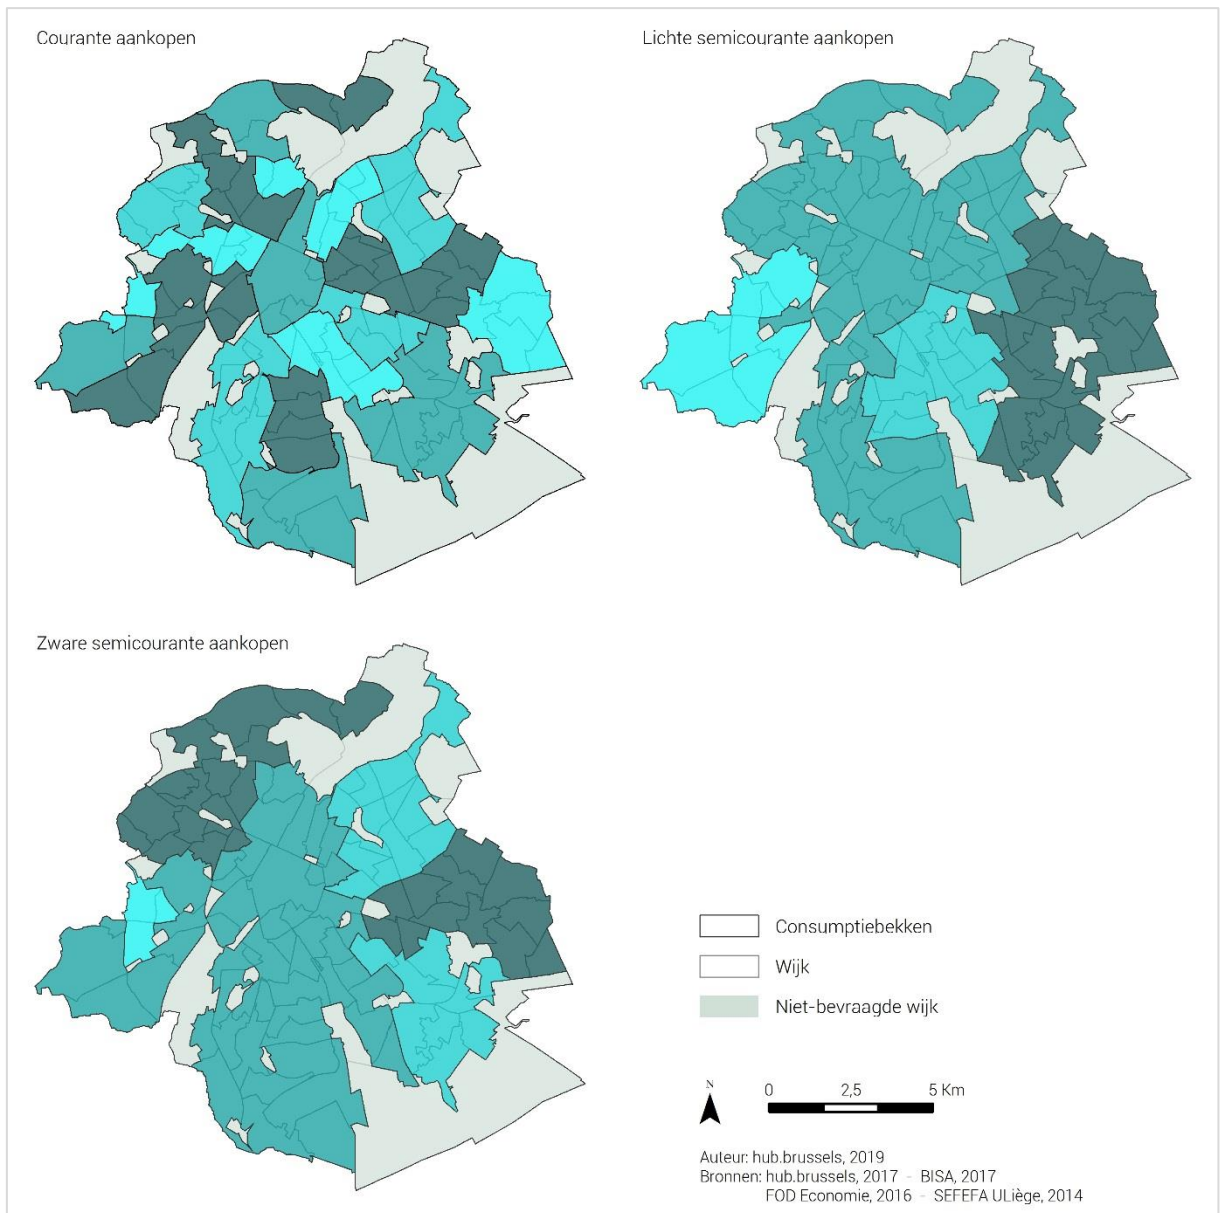 Courante aankopen
Lichte semicourante aankopen
Zware semicourante aankopen
Consumptiebekken
Wijk
Niet-bevraagde wijk
N
0 2,5 5 Km
Auteur: hub.brussels, 2019
Bronnen: hub.brussels, 2017 - BISA, 2017
FOD Economie, 2016 - SEFEFA ULiège, 2014